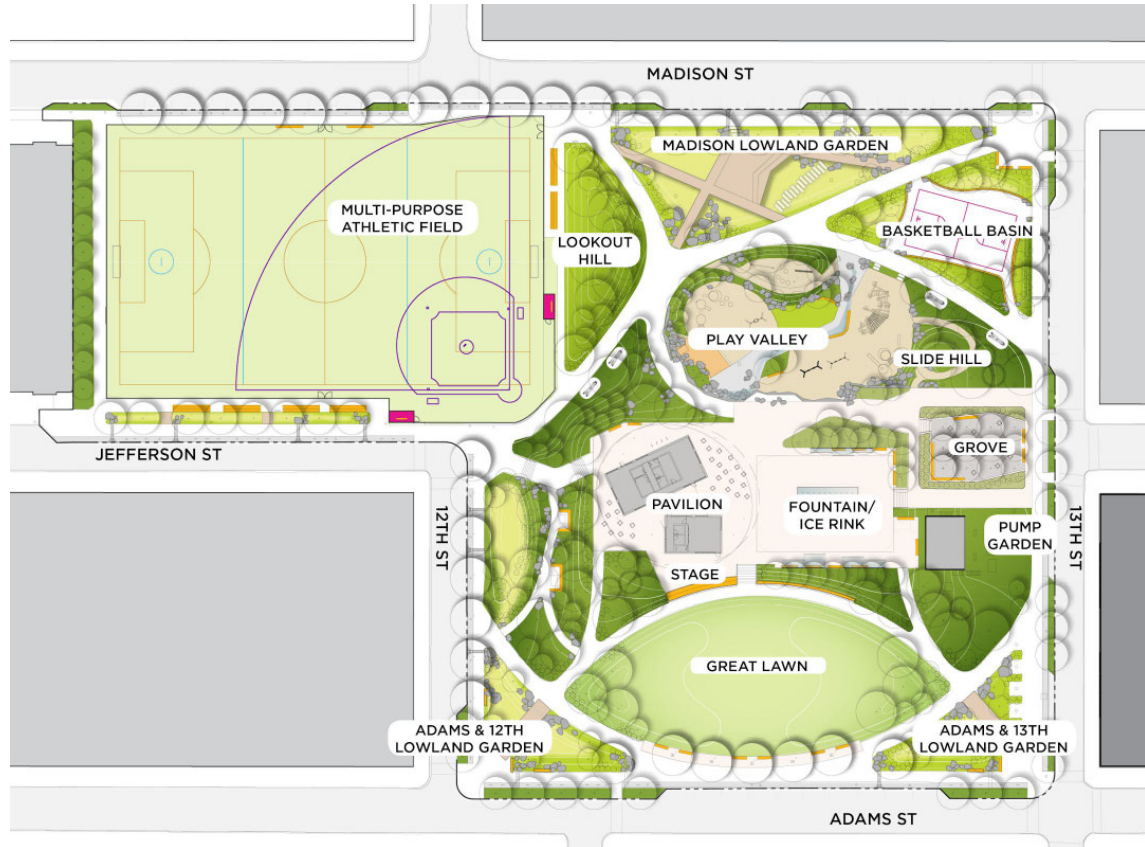 MADISON ST
MADISON LOWLAND GARDEN
MULTI-PURPOSE
ATHLETIC FIELD
LOOKOUT
HILL
BASKETBALL BASIN
PLAY VALLEY
SLIDE HILL
JEFFERSON ST
GROVE
12TH ST
PAVILION
FOUNTAIN/
ICE RINK
PUMP
GARDEN
13TH ST
STAGE
GREAT LAWN
ADAMS & 12TH
LOWLAND GARDEN
ADAMS & 13TH
LOWLAND GARDEN
ADAMS ST